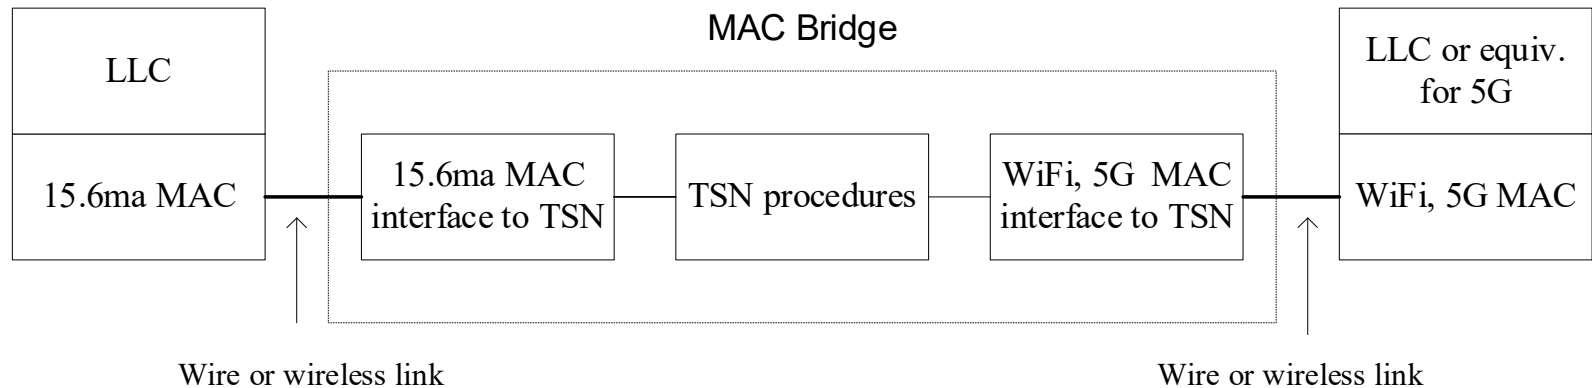 MAC Bridge
LLC
15.6ma MAC
15.6ma MAC
interface to TSN
TSN procedures
WiFi, 5G  MAC
interface to TSN
LLC or equiv.
for 5G
WiFi, 5G MAC
Wire or wireless link
Wire or wireless link